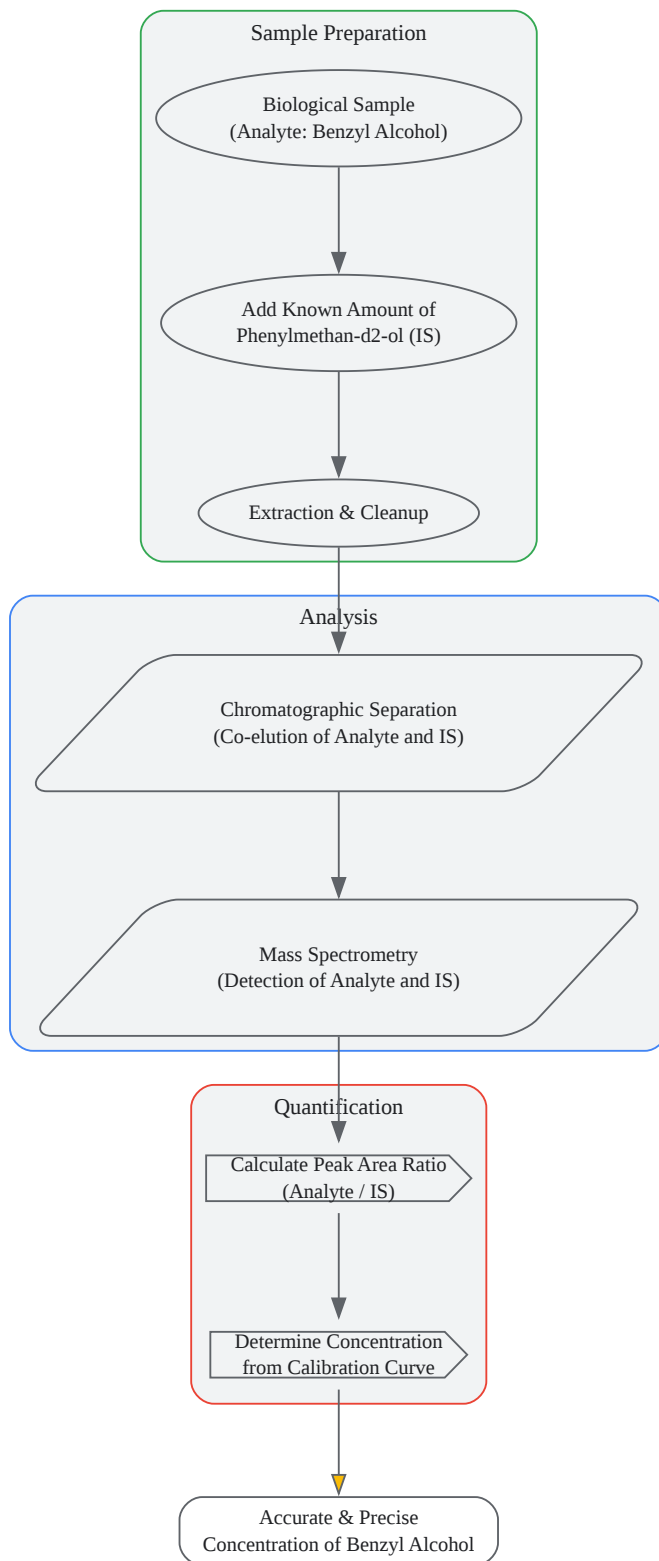 Sample Preparation
Biological Sample
(Analyte: Benzyl Alcohol)
Add Known Amount of
Phenylmethan-d2-ol (IS)
Extraction & Cleanup
Analysis
Chromatographic Separation
(Co-elution of Analyte and IS)
Mass Spectrometry
(Detection of Analyte and IS)
Quantification
Calculate Peak Area Ratio
(Analyte / IS)
Determine Concentration
from Calibration Curve
Accurate & Precise
Concentration of Benzyl Alcohol